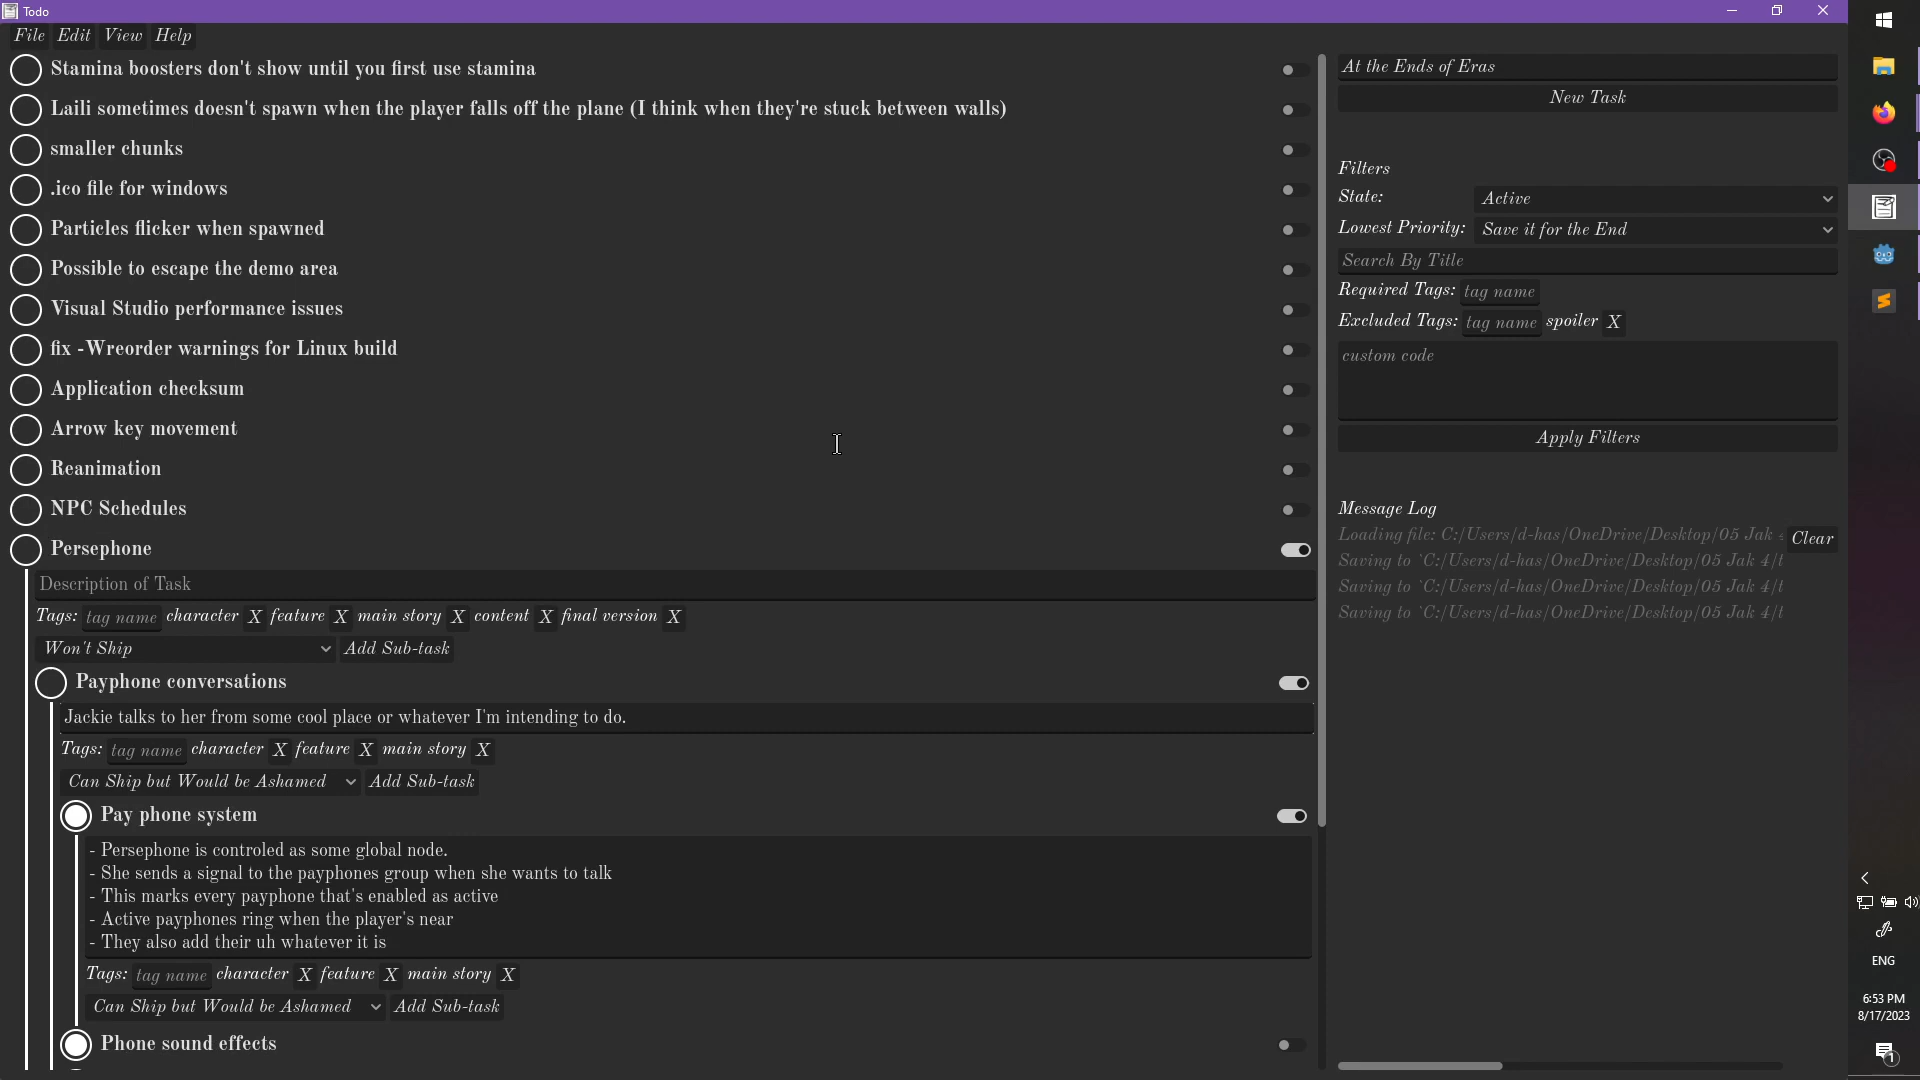 Todo
File Edit View Help
Stamina boosters don't show until you first use stamina
Laili sometimes doesn't spawn when the player falls off the plane (I think when they're stuck between walls)
smaller chunks
.ico file for windows
Particles flicker when spawned
Possible to escape the demo area
Visual Studio performance issues
fix -Wreorder warnings for Linux build
Application checksum
Arrow key movement
Reanimation
NPC Schedules
Persephone
Description of Task
Tags: tag name character X feature X main story X content X final version X
Won't Ship Add Sub-task
Payphone conversations
Jackie talks to her from some cool place or whatever I'm intending to do.
Tags: tag name character X feature X main story X
Can Ship but Would be Ashamed Add Sub-task
Pay phone system
- Persephone is controled as some global node.
- She sends a signal to the payphones group when she wants to talk
- This marks every payphone that's enabled as active
- Active payphones ring when the player's near
- They also add their uh whatever it is
Tags: tag name character X feature X main story X
Can Ship but Would be Ashamed Add Sub-task
Phone sound effects
At the Ends of Eras
New Task
Filters
State: Active
Lowest Priority: Save it for the End
Search By Title
Required Tags: tag name
Excluded Tags: tag name spoiler X
custom code
Apply Filters
Message Log
Loading file: C:/Users/d-has/OneDrive/Desktop/05 Jak 4
Clear
Saving to `C:/Users/d-has/OneDrive/Desktop/05 Jak 4/t
Saving to `C:/Users/d-has/OneDrive/Desktop/05 Jak 4/t
Saving to `C:/Users/d-has/OneDrive/Desktop/05 Jak 4/t
ENG
6:53 PM
8/17/2023
1